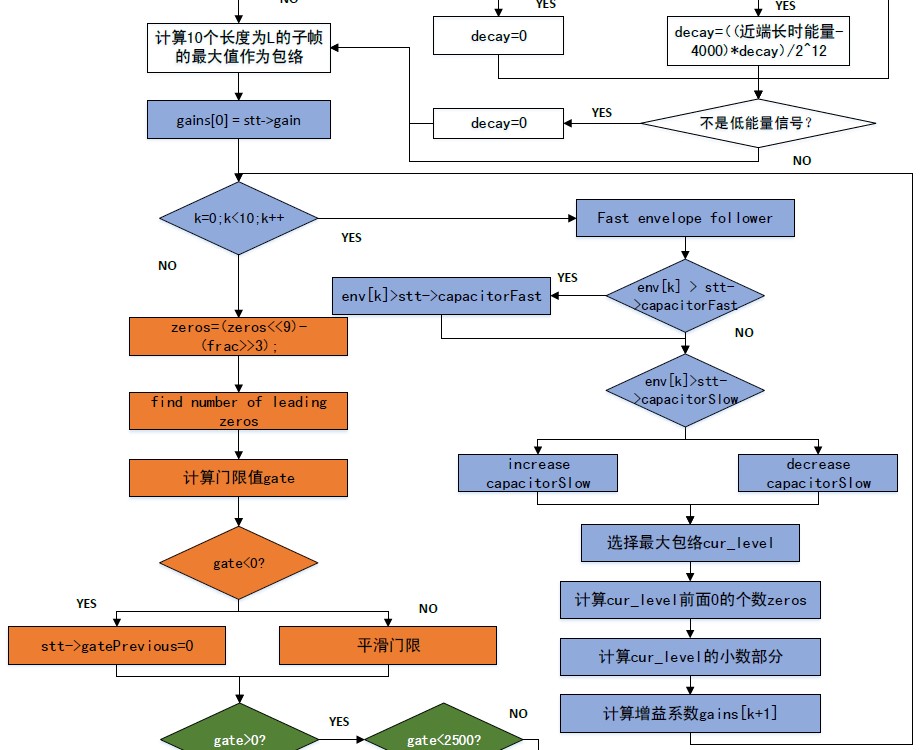 NO
YES
YES
计算10个长度为L的子帧
的最大值作为包络
decay=0
decay=((近端长时能量-
4000)*decay)/2^12
gains[0] = stt->gain
decay=0
YES
不是低能量信号?
NO
k=0;k<10;k++
YES
NO
Fast envelope follower
env[k]>stt->capacitorFast
YES
env[k] > stt-
>capacitorFast
NO
zeros=(zeros<<9)-
(frac>>3);
env[k]>stt-
>capacitorSlow
find number of leading
zeros
increase
capacitorSlow
decrease
capacitorSlow
计算门限值gate
选择最大包络cur_level
gate<0?
计算cur_level前面0的个数zeros
YES
NO
stt->gatePrevious=0
平滑门限
计算cur_level的小数部分
计算增益系数gains[k+1]
gate>0?
YES
gate<2500?
NO